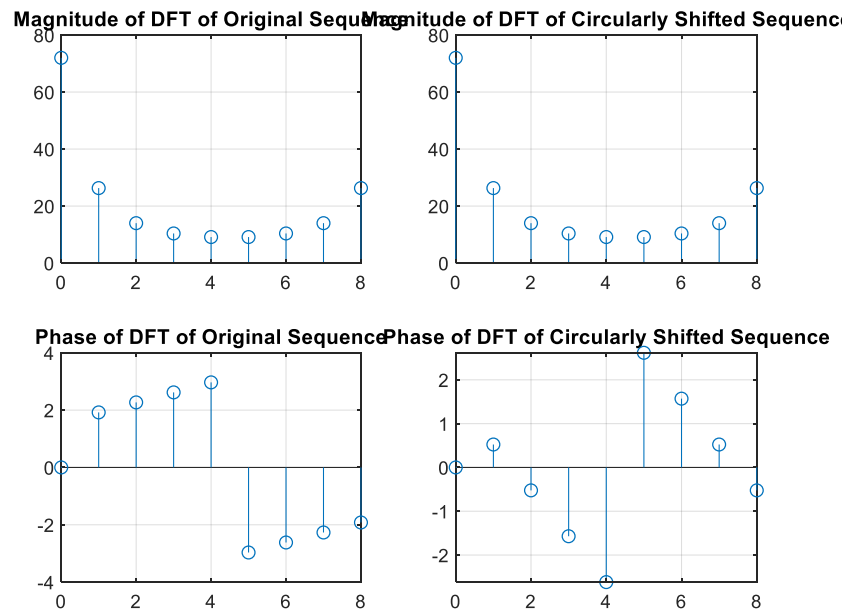 Magnitude of DFT of Original Sequence
80
60
40
20
0
0 2 4 6 8
Magnitude of DFT of Circularly Shifted Sequence
80
60
40
20
0
0 2 4 6 8
Phase of DFT of Original Sequence
4
2
0
-2
-4
0 2 4 6 8
Phase of DFT of Circularly Shifted Sequence
2
1
0
-1
-2
0 2 4 6 8